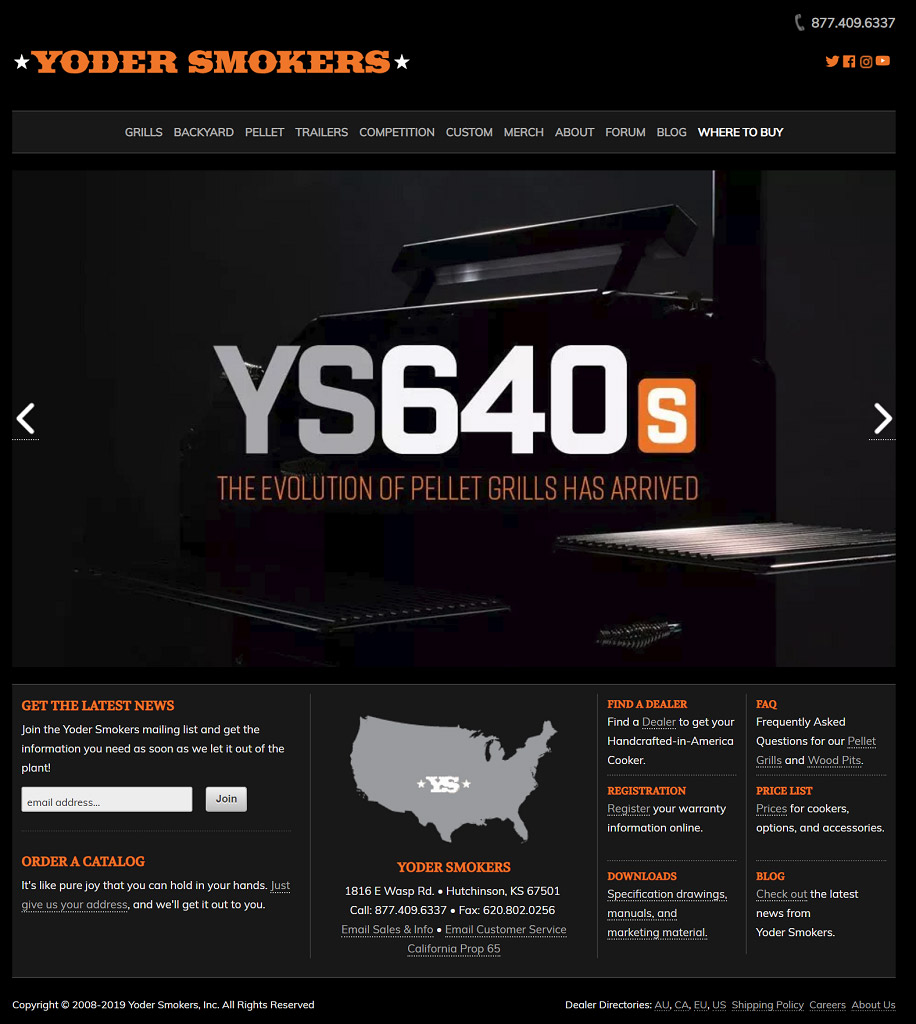 877.409.6337
YODER SMOKERS
GRILLS BACKYARD PELLET TRAILERS COMPETITION CUSTOM MERCH ABOUT FORUM BLOG WHERE TO BUY
YS640 S
THE EVOLUTION OF PELLET GRILLS HAS ARRIVED
GET THE LATEST NEWS
Join the Yoder Smokers mailing list and get the
information you need as soon as we let it out of the
plant!
email address...
Join
ORDER A CATALOG
It's like pure joy that you can hold in your hands. Just
give us your address, and we'll get it out to you.
YS
YODER SMOKERS
1816 E Wasp Rd. • Hutchinson, KS 67501
Call: 877.409.6337 • Fax: 620.802.0256
Email Sales & Info • Email Customer Service
California Prop 65
FIND A DEALER
Find a Dealer to get your
Handcrafted-in-America
Cooker.
REGISTRATION
Register your warranty
information online.
DOWNLOADS
Specification drawings,
manuals, and
marketing material.
FAQ
Frequently Asked
Questions for our Pellet
Grills and Wood Pits.
PRICE LIST
Prices for cookers,
options, and accessories.
BLOG
Check out the latest
news from
Yoder Smokers.
Copyright © 2008-2019 Yoder Smokers, Inc. All Rights Reserved
Dealer Directories: AU, CA, EU, US Shipping Policy Careers About Us